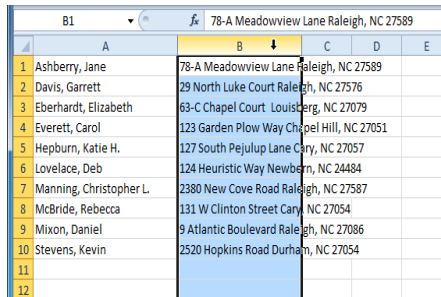 B1 fx 78-A Meadowview Lane Raleigh, NC 27589
A B C D E
1 Ashberry, Jane 78-A Meadowview Lane Raleigh, NC 27589
2 Davis, Garrett 29 North Luke Court Raleigh, NC 27576
3 Eberhardt, Elizabeth 63-C Chapel Court Louisberg, NC 27079
4 Everett, Carol 123 Garden Plow Way Chapel Hill, NC 27051
5 Hepburn, Katie H. 127 South Pejulup Lane Cary, NC 27057
6 Lovelace, Deb 124 Heuristic Way Newbern, NC 24484
7 Manning, Christopher L. 2380 New Cove Road Raleigh, NC 27587
8 McBride, Rebecca 131 W Clinton Street Cary, NC 27054
9 Mixon, Daniel 9 Atlantic Boulevard Raleigh, NC 27086
10 Stevens, Kevin 2520 Hopkins Road Durham, NC 27054
11
12